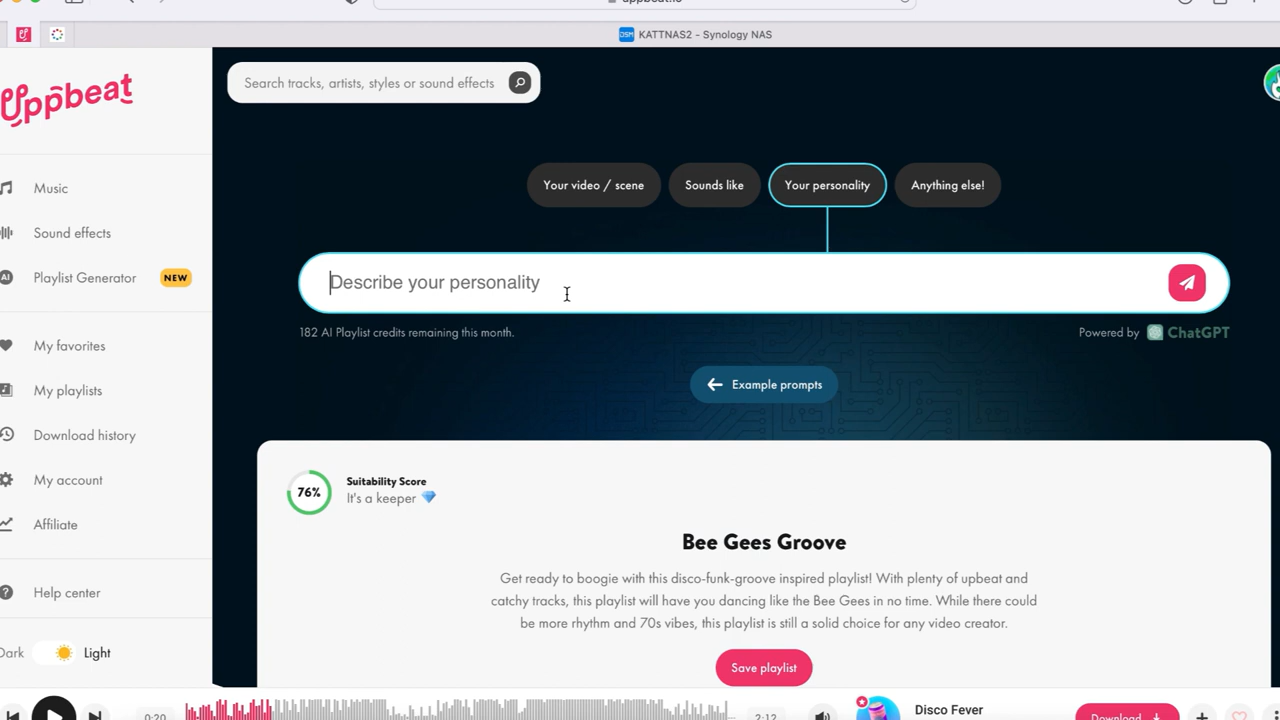 KATTNAS2 - Synology NAS
Uppbeat
Search tracks, artists, styles or sound effects
Music
Sound effects
AI
Playlist Generator
NEW
My favorites
My playlists
Download history
My account
Affiliate
Help center
Dark
Light
Your video / scene
Sounds like
Your personality
Anything else!
Describe your personality
182 AI Playlist credits remaining this month.
Powered by ChatGPT
Example prompts
76%
Suitability Score
It's a keeper
Bee Gees Groove
Get ready to boogie with this disco-funk-groove inspired playlist! With plenty of upbeat and
catchy tracks, this playlist will have you dancing like the Bee Gees in no time. While there could
be more rhythm and 70s vibes, this playlist is still a solid choice for any video creator.
Save playlist
0:20
2:12
Disco Fever
Download